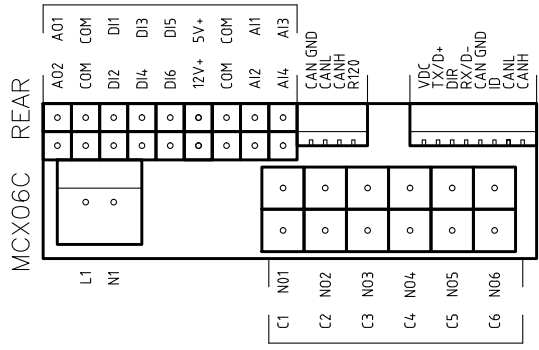 AO1 COM DI1 DI3 DI5 5V+ COM AI1 AI3
AO2 COM DI2 DI4 DI6 12V+ COM AI2 AI4
CAN GND
CANL
CANH
R120
VDC
TX/D+
DIR
RX/D-
CAN GND
ID
CANL
CANH
MCX06C REAR
L1 N1
NO1 NO2 NO3 NO4 NO5 NO6
C1 C2 C3 C4 C5 C6